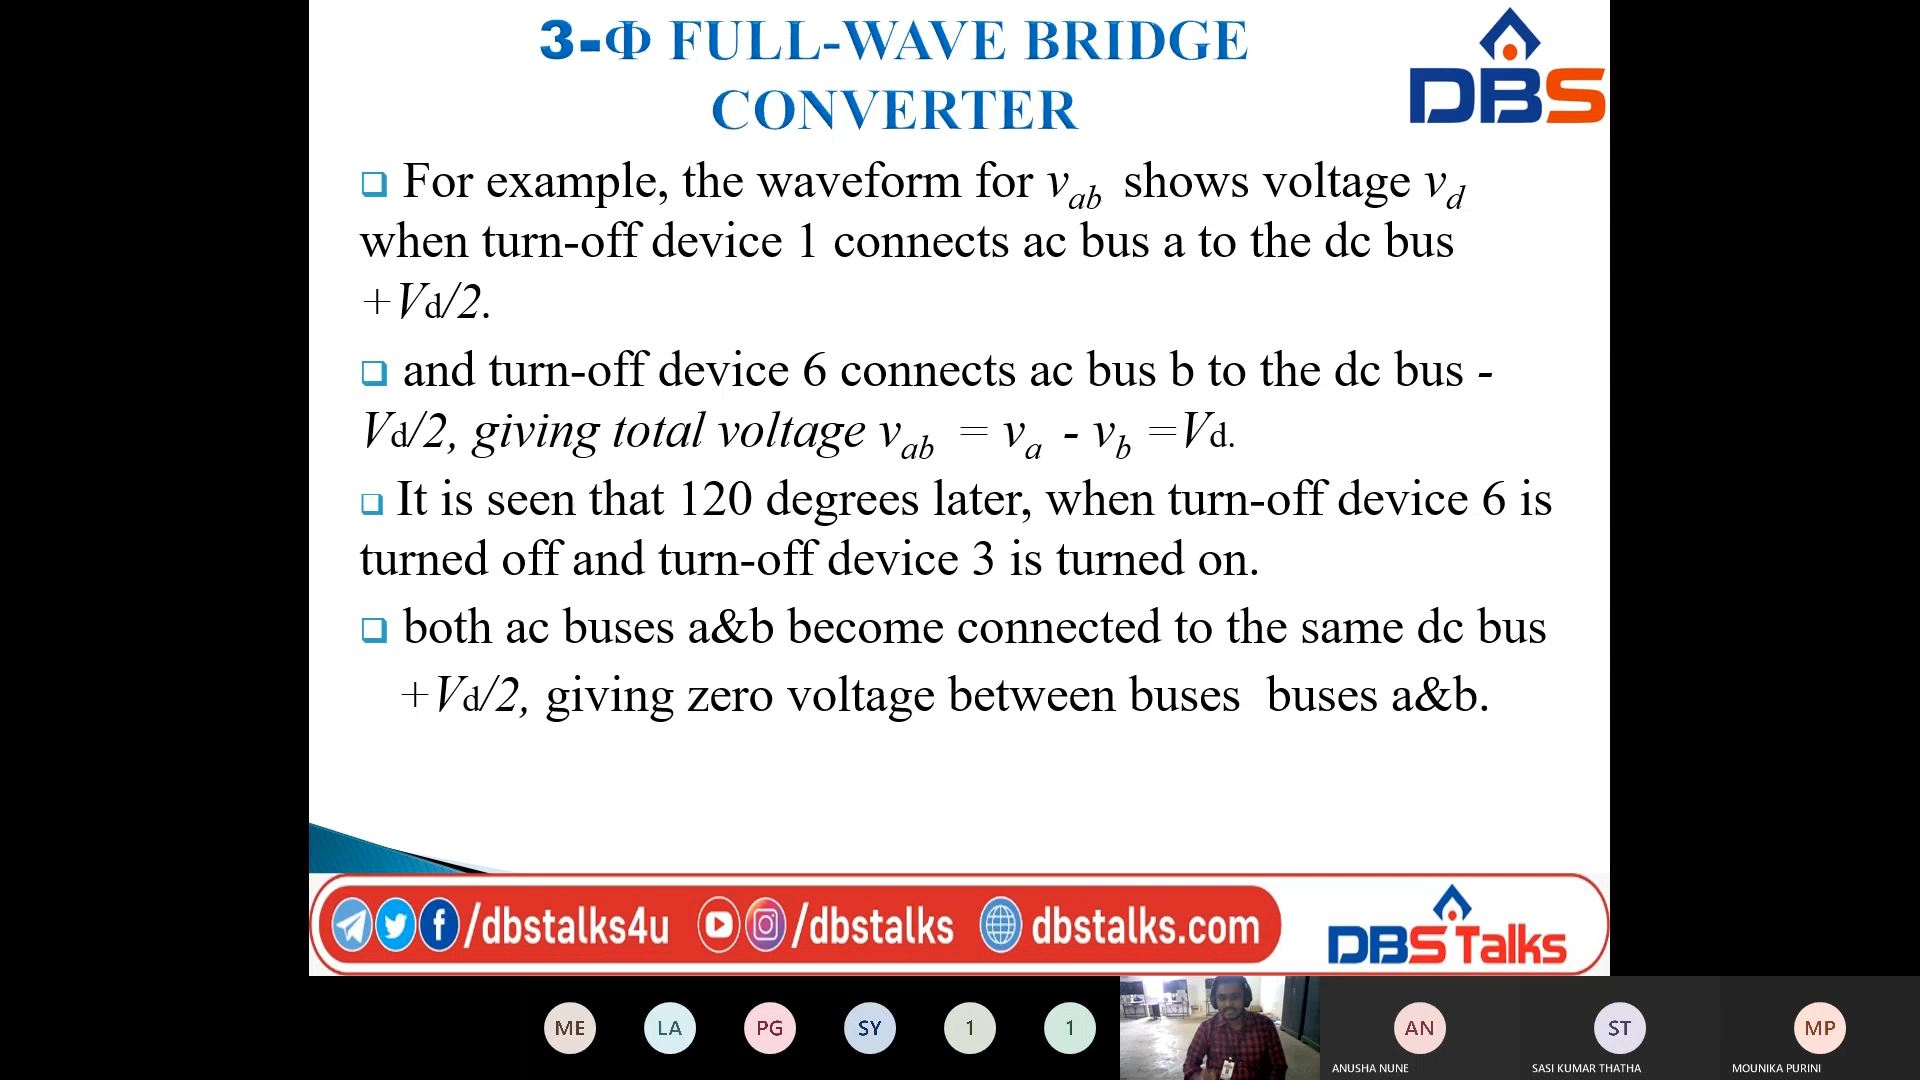 3-Φ FULL-WAVE BRIDGE
CONVERTER
DBS
For example, the waveform for vab shows voltage vd
when turn-off device 1 connects ac bus a to the dc bus
+Vd/2.
and turn-off device 6 connects ac bus b to the dc bus -
Vd/2, giving total voltage vab = va - vb =Vd.
It is seen that 120 degrees later, when turn-off device 6 is
turned off and turn-off device 3 is turned on.
both ac buses a&b become connected to the same dc bus
+Vd/2, giving zero voltage between buses buses a&b.
/dbstalks4u /dbstalks dbstalks.com
DBS Talks
ME LA PG SY 1 1 AN ST MP
ANUSHA NUNE SASI KUMAR THATHA MOUNIKA PURINI